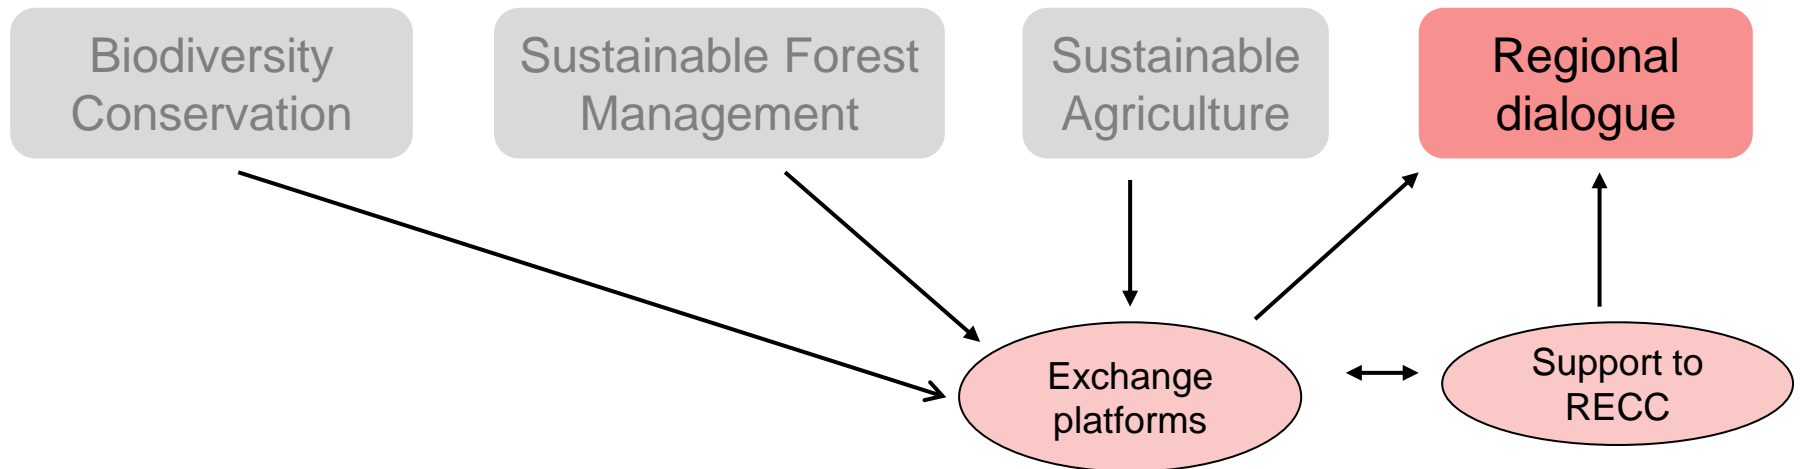 Biodiversity
Conservation
Sustainable Forest
Management
Sustainable
Agriculture
Regional
dialogue
Exchange
platforms
Support to
RECC